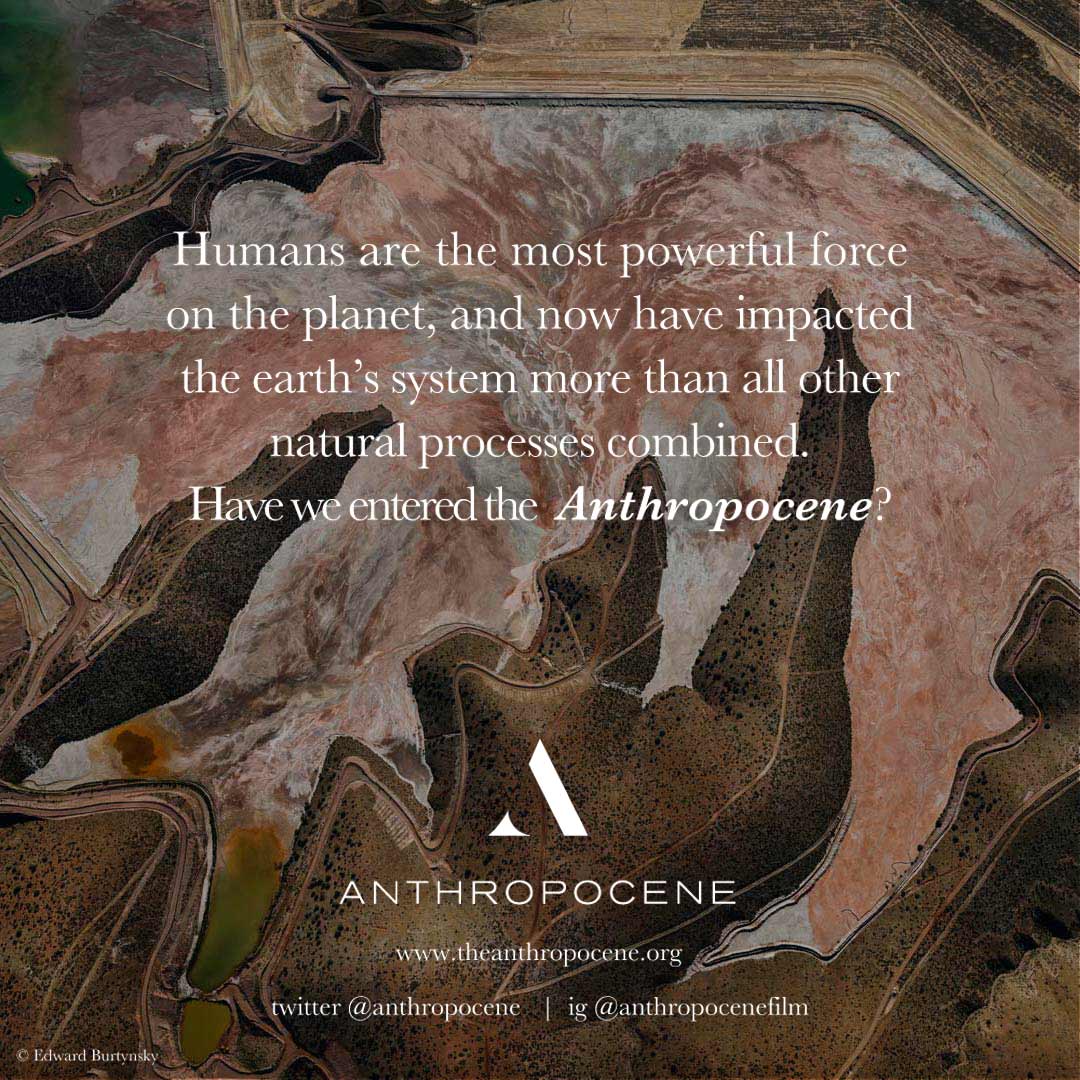 Humans are the most powerful force
on the planet, and now have impacted
the earth’s system more than all other
natural processes combined.
Have we entered the Anthropocene?
ANTHROPOCENE
www.theanthropocene.org
twitter @anthropocene | ig @anthropocenefilm
© Edward Burtynsky